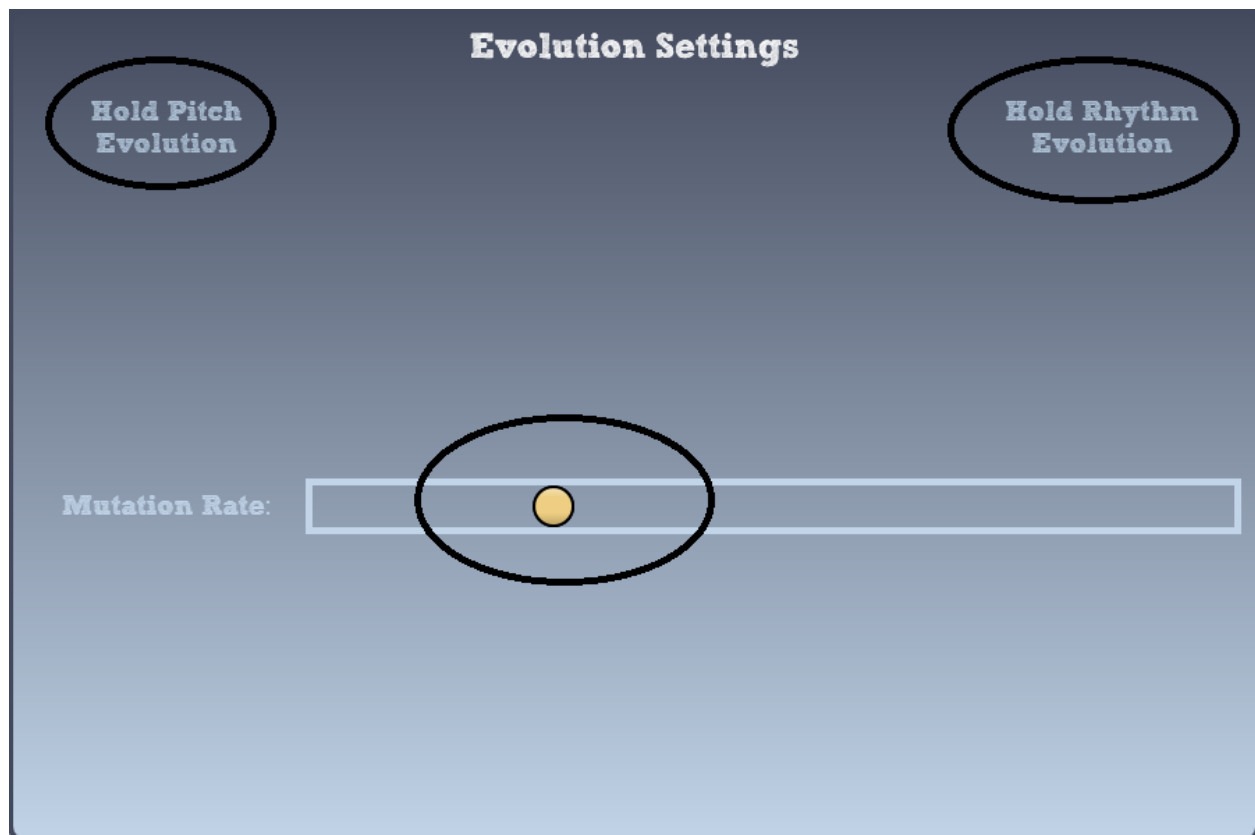 Evolution Settings
Hold Pitch
Evolution
Hold Rhythm
Evolution
Mutation Rate: